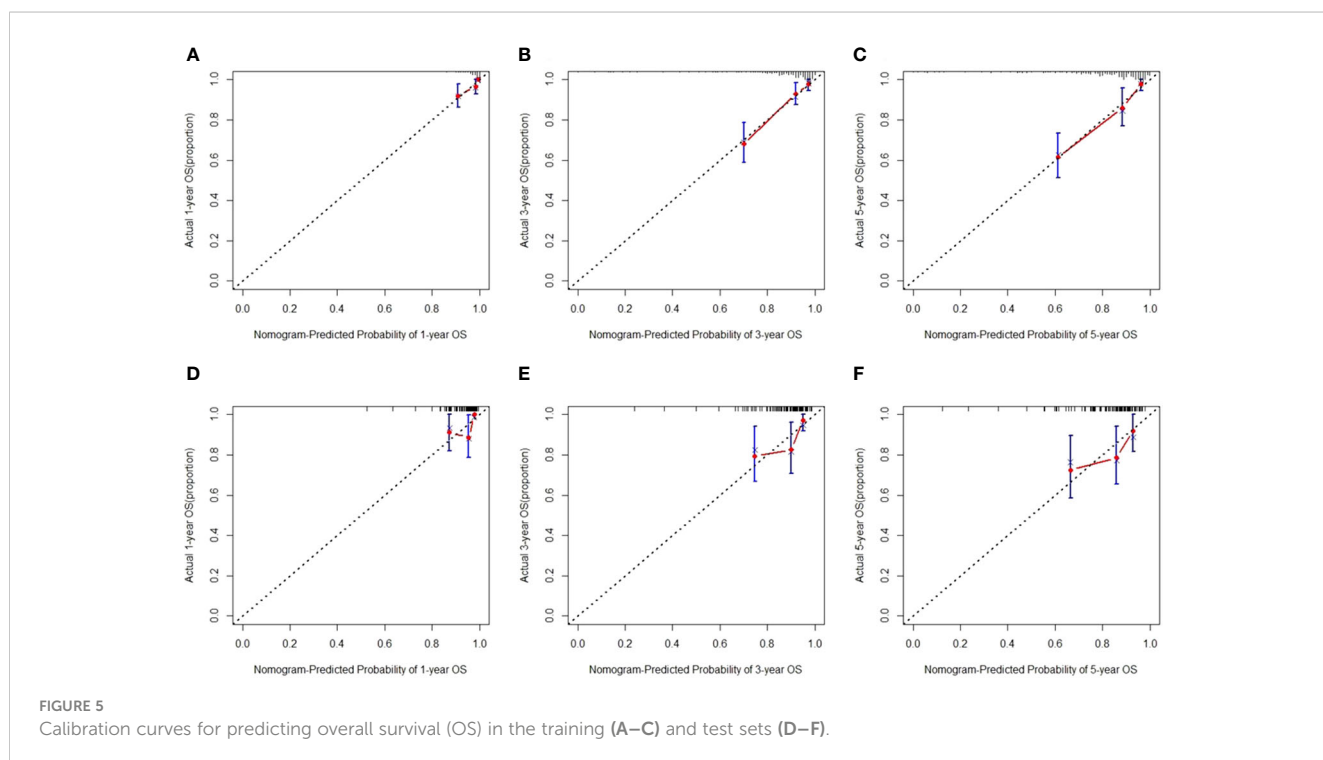 A
B
C
Actual 1-year OS(proportion)
0.0 0.2 0.4 0.6 0.8 1.0
0.0 0.2 0.4 0.6 0.8 1.0
Nomogram-Predicted Probability of 1-year OS
Actual 3-year OS(proportion)
0.0 0.2 0.4 0.6 0.8 1.0
0.0 0.2 0.4 0.6 0.8 1.0
Nomogram-Predicted Probability of 3-year OS
Actual 5-year OS(proportion)
0.0 0.2 0.4 0.6 0.8 1.0
0.0 0.2 0.4 0.6 0.8 1.0
Nomogram-Predicted Probability of 5-year OS
D
E
F
Actual 1-year OS(proportion)
0.0 0.2 0.4 0.6 0.8 1.0
0.0 0.2 0.4 0.6 0.8 1.0
Nomogram-Predicted Probability of 1-year OS
Actual 3-year OS(proportion)
0.0 0.2 0.4 0.6 0.8 1.0
0.0 0.2 0.4 0.6 0.8 1.0
Nomogram-Predicted Probability of 3-year OS
Actual 5-year OS(proportion)
0.0 0.2 0.4 0.6 0.8 1.0
0.0 0.2 0.4 0.6 0.8 1.0
Nomogram-Predicted Probability of 5-year OS
FIGURE 5
Calibration curves for predicting overall survival (OS) in the training (A–C) and test sets (D–F).